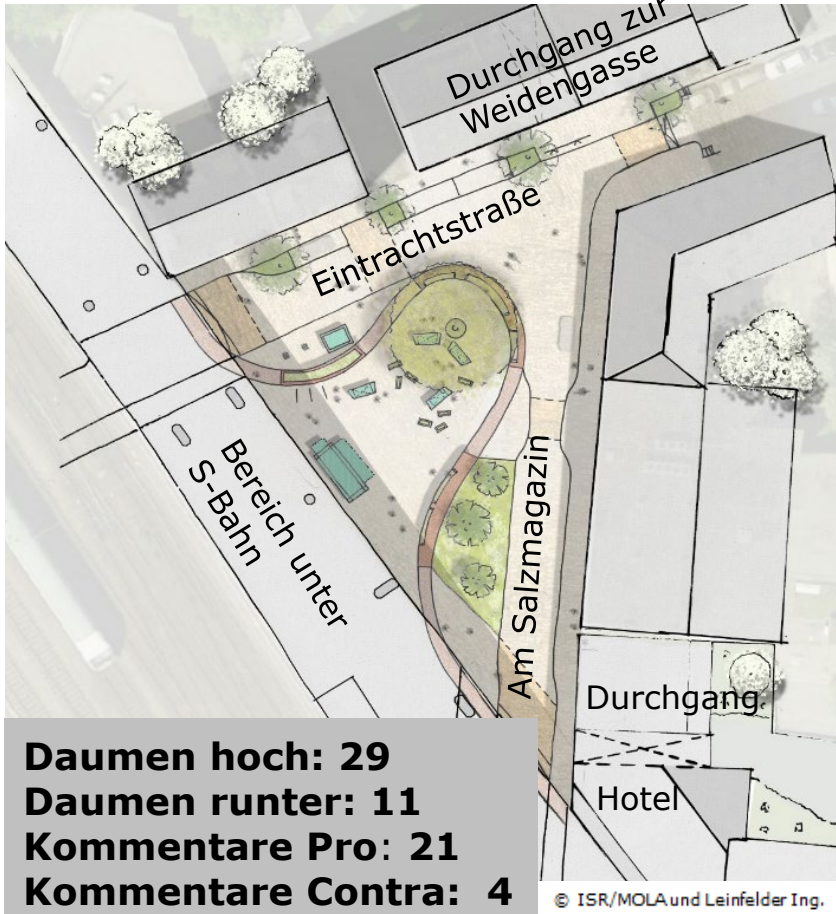 Durchgang zur
Weidengasse
Eintrachtstraße
Bereich unter
S-Bahn
Am Salzmagazin
Durchgang
Hotel
Daumen hoch: 29
Daumen runter: 11
Kommentare Pro: 21
Kommentare Contra: 4
© ISR/MOLA und Leinfelder Ing.